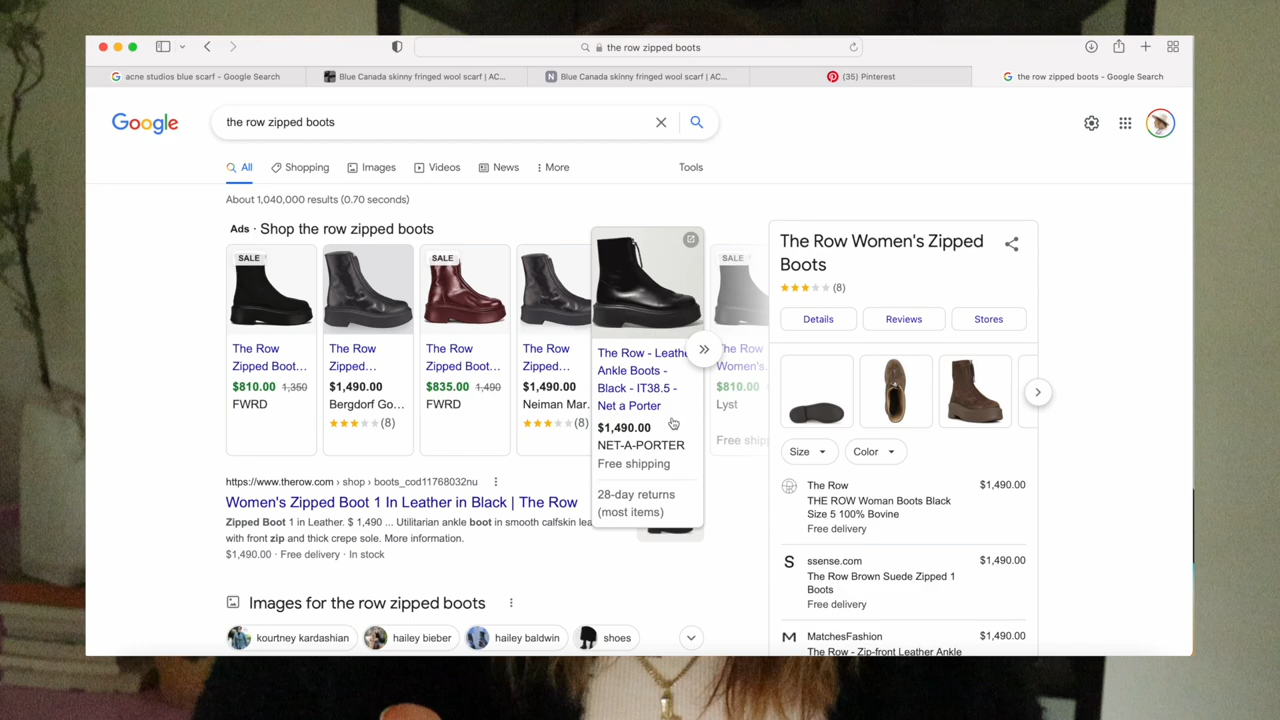 the row zipped boots
acne studios blue scarf - Google Search
Blue Canada skinny fringed wool scarf | AC...
Blue Canada skinny fringed wool scarf | AC...
(35) Pinterest
the row zipped boots - Google Search
Google
the row zipped boots
All
Shopping
Images
Videos
News
More
Tools
About 1,040,000 results (0.70 seconds)
Ads · Shop the row zipped boots
SALE
The Row
Zipped Boot...
$810.00 1,350
FWRD
The Row
Zipped...
$1,490.00
Bergdorf Go...
(8)
SALE
The Row
Zipped Boot...
$835.00 1,490
FWRD
The Row
Zipped...
$1,490.00
Neiman Mar...
(8)
The Row - Leathe
Ankle Boots -
Black - IT38.5 -
Net a Porter
$1,490.00
NET-A-PORTER
Free shipping
28-day returns
(most items)
SALE
The Row
Women's...
$810.00
Lyst
Free ship
https://www.therow.com › shop › boots_cod11768032nu
Women's Zipped Boot 1 In Leather in Black | The Row
Zipped Boot 1 in Leather. $ 1,490 ... Utilitarian ankle boot in smooth calfskin lea
with front zip and thick crepe sole. More information.
$1,490.00 · Free delivery · In stock
Images for the row zipped boots
kourtney kardashian
hailey bieber
hailey baldwin
shoes
The Row Women's Zipped
Boots
(8)
Details
Reviews
Stores
Size
Color
The Row $1,490.00
THE ROW Woman Boots Black
Size 5 100% Bovine
Free delivery
S ssense.com $1,490.00
The Row Brown Suede Zipped 1
Boots
Free delivery
M MatchesFashion $1,490.00
The Row - Zip-front Leather Ankle